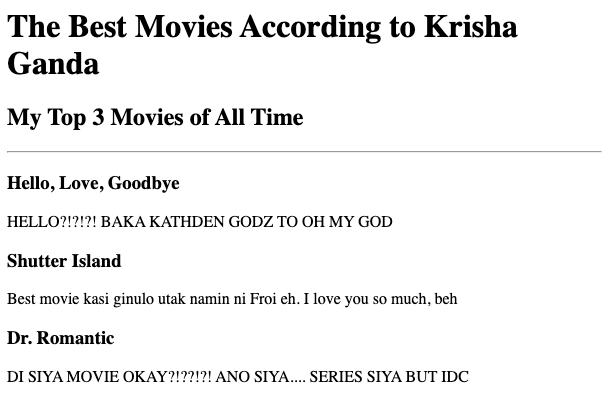 The Best Movies According to Krisha
Ganda
My Top 3 Movies of All Time
Hello, Love, Goodbye
HELLO?!?!?! BAKA KATHDEN GODZ TO OH MY GOD
Shutter Island
Best movie kasi ginulo utak namin ni Froi eh. I love you so much, beh
Dr. Romantic
DI SIYA MOVIE OKAY?!??!?! ANO SIYA.... SERIES SIYA BUT IDC